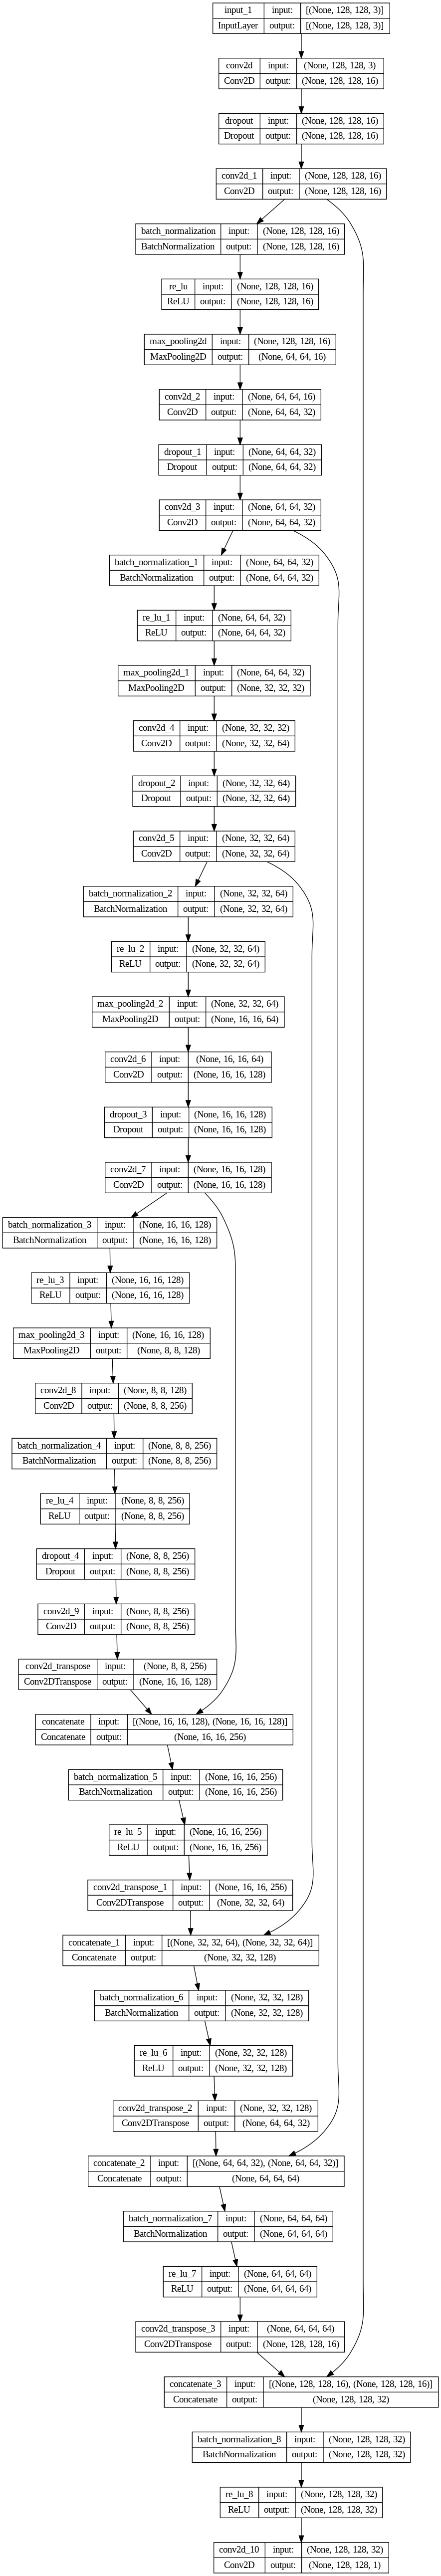 input_1 input: [(None, 128, 128, 3)]
InputLayer output: [(None, 128, 128, 3)]
conv2d input: (None, 128, 128, 3)
Conv2D output: (None, 128, 128, 16)
dropout input: (None, 128, 128, 16)
Dropout output: (None, 128, 128, 16)
conv2d_1 input: (None, 128, 128, 16)
Conv2D output: (None, 128, 128, 16)
batch_normalization input: (None, 128, 128, 16)
BatchNormalization output: (None, 128, 128, 16)
re_lu input: (None, 128, 128, 16)
ReLU output: (None, 128, 128, 16)
max_pooling2d input: (None, 128, 128, 16)
MaxPooling2D output: (None, 64, 64, 16)
conv2d_2 input: (None, 64, 64, 16)
Conv2D output: (None, 64, 64, 32)
dropout_1 input: (None, 64, 64, 32)
Dropout output: (None, 64, 64, 32)
conv2d_3 input: (None, 64, 64, 32)
Conv2D output: (None, 64, 64, 32)
batch_normalization_1 input: (None, 64, 64, 32)
BatchNormalization output: (None, 64, 64, 32)
re_lu_1 input: (None, 64, 64, 32)
ReLU output: (None, 64, 64, 32)
max_pooling2d_1 input: (None, 64, 64, 32)
MaxPooling2D output: (None, 32, 32, 32)
conv2d_4 input: (None, 32, 32, 32)
Conv2D output: (None, 32, 32, 64)
dropout_2 input: (None, 32, 32, 64)
Dropout output: (None, 32, 32, 64)
conv2d_5 input: (None, 32, 32, 64)
Conv2D output: (None, 32, 32, 64)
batch_normalization_2 input: (None, 32, 32, 64)
BatchNormalization output: (None, 32, 32, 64)
re_lu_2 input: (None, 32, 32, 64)
ReLU output: (None, 32, 32, 64)
max_pooling2d_2 input: (None, 32, 32, 64)
MaxPooling2D output: (None, 16, 16, 64)
conv2d_6 input: (None, 16, 16, 64)
Conv2D output: (None, 16, 16, 128)
dropout_3 input: (None, 16, 16, 128)
Dropout output: (None, 16, 16, 128)
conv2d_7 input: (None, 16, 16, 128)
Conv2D output: (None, 16, 16, 128)
batch_normalization_3 input: (None, 16, 16, 128)
BatchNormalization output: (None, 16, 16, 128)
re_lu_3 input: (None, 16, 16, 128)
ReLU output: (None, 16, 16, 128)
max_pooling2d_3 input: (None, 16, 16, 128)
MaxPooling2D output: (None, 8, 8, 128)
conv2d_8 input: (None, 8, 8, 128)
Conv2D output: (None, 8, 8, 256)
batch_normalization_4 input: (None, 8, 8, 256)
BatchNormalization output: (None, 8, 8, 256)
re_lu_4 input: (None, 8, 8, 256)
ReLU output: (None, 8, 8, 256)
dropout_4 input: (None, 8, 8, 256)
Dropout output: (None, 8, 8, 256)
conv2d_9 input: (None, 8, 8, 256)
Conv2D output: (None, 8, 8, 256)
conv2d_transpose input: (None, 8, 8, 256)
Conv2DTranspose output: (None, 16, 16, 128)
concatenate input: [(None, 16, 16, 128), (None, 16, 16, 128)]
Concatenate output: (None, 16, 16, 256)
batch_normalization_5 input: (None, 16, 16, 256)
BatchNormalization output: (None, 16, 16, 256)
re_lu_5 input: (None, 16, 16, 256)
ReLU output: (None, 16, 16, 256)
conv2d_transpose_1 input: (None, 16, 16, 256)
Conv2DTranspose output: (None, 32, 32, 64)
concatenate_1 input: [(None, 32, 32, 64), (None, 32, 32, 64)]
Concatenate output: (None, 32, 32, 128)
batch_normalization_6 input: (None, 32, 32, 128)
BatchNormalization output: (None, 32, 32, 128)
re_lu_6 input: (None, 32, 32, 128)
ReLU output: (None, 32, 32, 128)
conv2d_transpose_2 input: (None, 32, 32, 128)
Conv2DTranspose output: (None, 64, 64, 32)
concatenate_2 input: [(None, 64, 64, 32), (None, 64, 64, 32)]
Concatenate output: (None, 64, 64, 64)
batch_normalization_7 input: (None, 64, 64, 64)
BatchNormalization output: (None, 64, 64, 64)
re_lu_7 input: (None, 64, 64, 64)
ReLU output: (None, 64, 64, 64)
conv2d_transpose_3 input: (None, 64, 64, 64)
Conv2DTranspose output: (None, 128, 128, 16)
concatenate_3 input: [(None, 128, 128, 16), (None, 128, 128, 16)]
Concatenate output: (None, 128, 128, 32)
batch_normalization_8 input: (None, 128, 128, 32)
BatchNormalization output: (None, 128, 128, 32)
re_lu_8 input: (None, 128, 128, 32)
ReLU output: (None, 128, 128, 32)
conv2d_10 input: (None, 128, 128, 32)
Conv2D output: (None, 128, 128, 1)